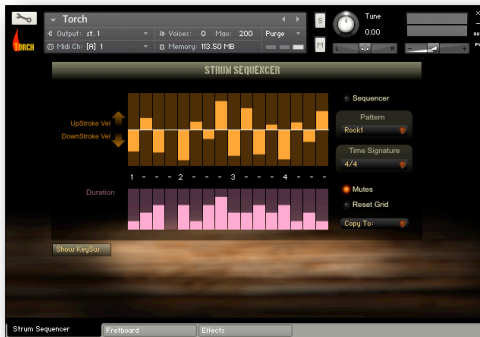 Torch
Output: st. 1
Voices: 0 Max: 200
Purge
Midi Ch: [A] 1
Memory: 113.50 MB
S
M
Tune
0.00
L
R
TORCH
STRUM SEQUENCER
UpStroke Vel
DownStroke Vel
1 - - - 2 - - - 3 - - - 4 - - -
Duration
Sequencer
Pattern
Rock1
Time Signature
4/4
Mutes
Reset Grid
Copy To:
Show KeySw
Strum Sequencer
Fretboard
Effects